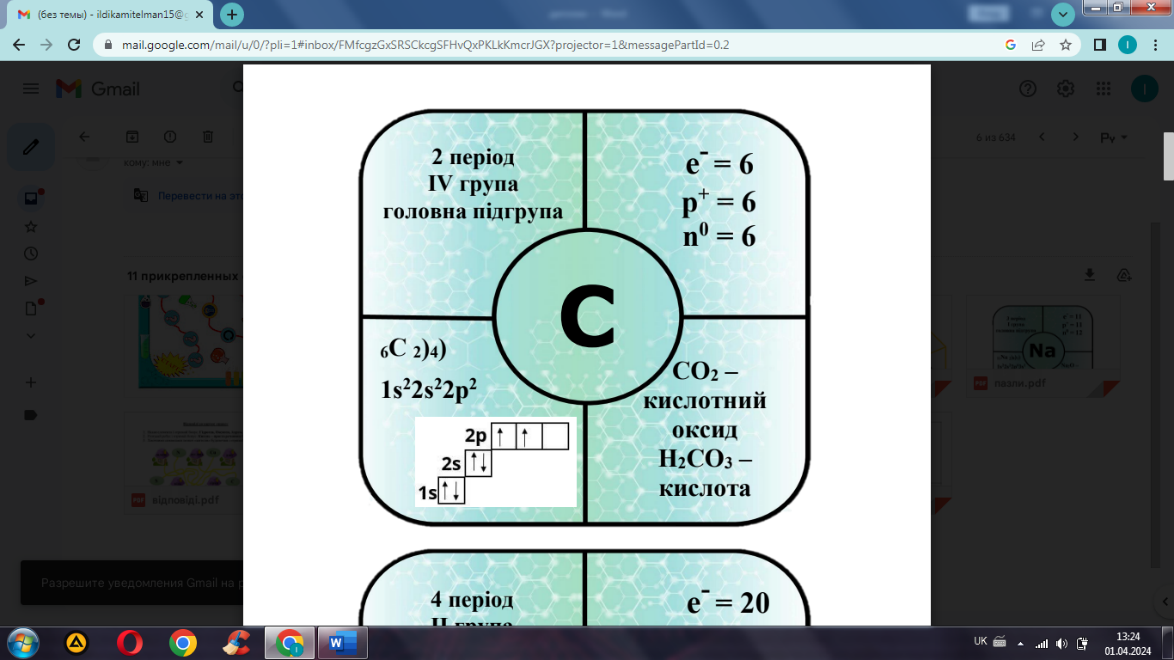 (без темы) - ildikamitelman15@g
mail.google.com/mail/u/0/?pli=1#inbox/FMfcgzGxSRSCkcgSFHvQxPKLkKmcrJGX?projector=1&messagePartId=0.2
Gmail
6 из 634
кому: мне
Перевести на эт
11 прикрепленных
відповіді.pdf
пазли.pdf
Na
Разрешите уведомления Gmail на р
2 період
IV група
головна підгрупа
e⁻ = 6
p⁺ = 6
n⁰ = 6
C
₆C ₂)₄)
1s²2s²2p²
2p ↑ ↑
2s ↑↓
1s ↑↓
CO₂ –
кислотний
оксид
H₂CO₃ –
кислота
4 період
II група
e⁻ = 20
W
UK
13:24
01.04.2024